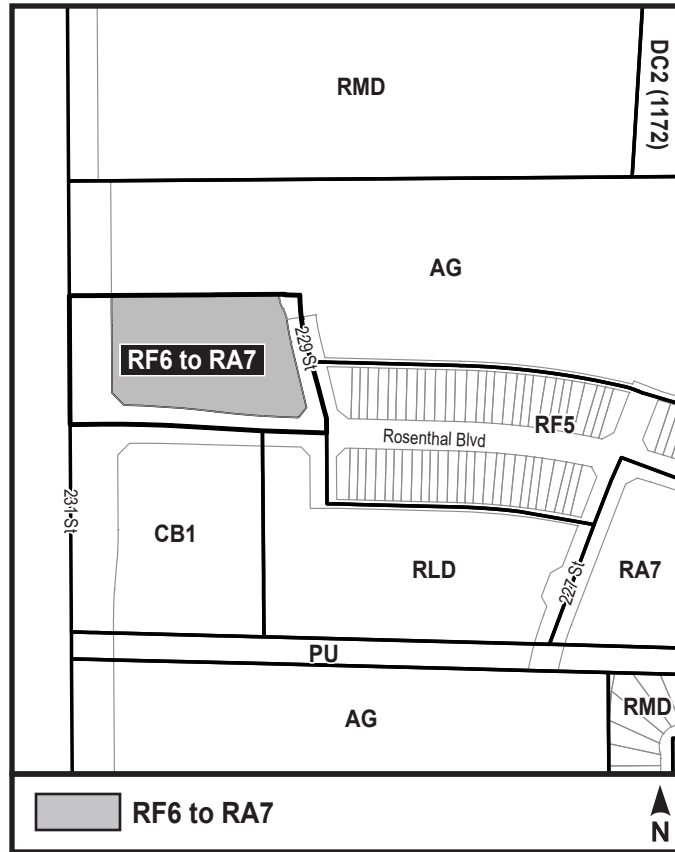 RMD
DC2 (1172)
AG
RF6 to RA7
229 St
RF5
Rosenthal Blvd
231 St
CB1
RLD
227 St
RA7
PU
AG
RMD
RF6 to RA7
N